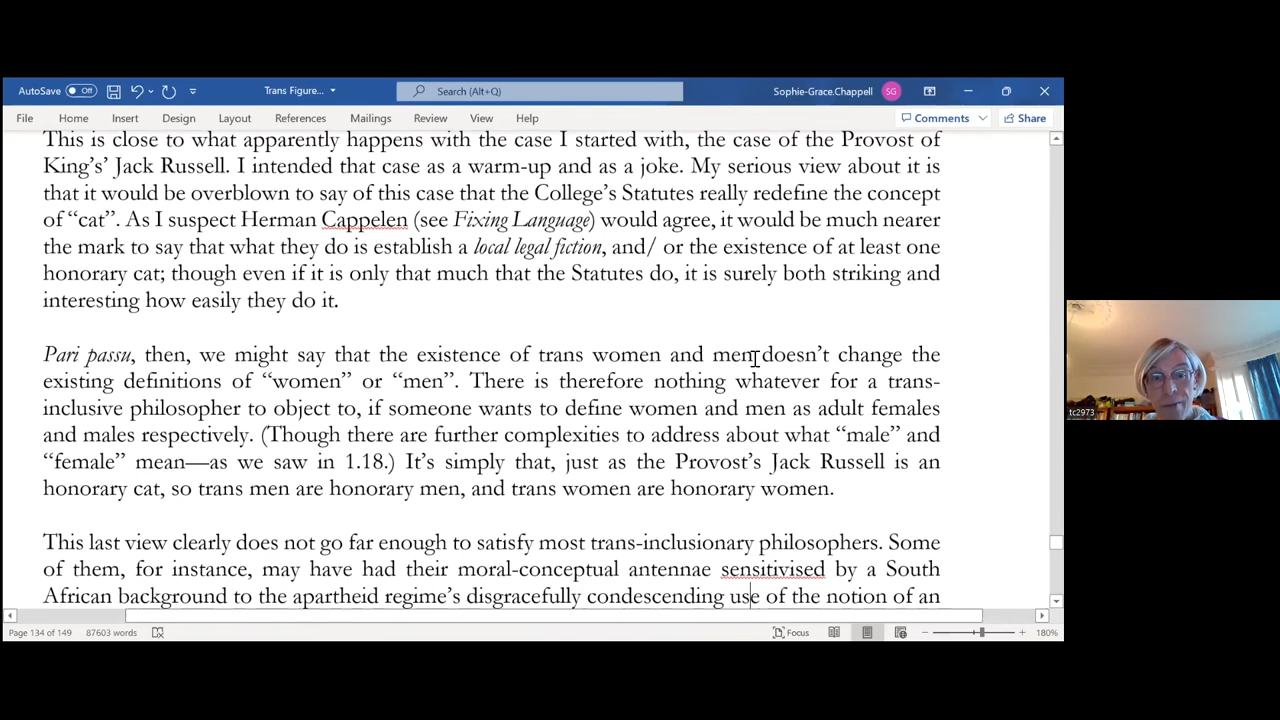 AutoSave Off Trans Figure... Search (Alt+Q) Sophie-Grace.Chappell SG
File Home Insert Design Layout References Mailings Review View Help Comments Share
This is close to what apparently happens with the case I started with, the case of the Provost of
King's' Jack Russell. I intended that case as a warm-up and as a joke. My serious view about it is
that it would be overblown to say of this case that the College's Statutes really redefine the concept
of “cat”. As I suspect Herman Cappelen (see Fixing Language) would agree, it would be much nearer
the mark to say that what they do is establish a local legal fiction, and/ or the existence of at least one
honorary cat; though even if it is only that much that the Statutes do, it is surely both striking and
interesting how easily they do it.
Pari passu, then, we might say that the existence of trans women and men doesn't change the
existing definitions of “women” or “men”. There is therefore nothing whatever for a trans-
inclusive philosopher to object to, if someone wants to define women and men as adult females
and males respectively. (Though there are further complexities to address about what “male” and
“female” mean—as we saw in 1.18.) It's simply that, just as the Provost's Jack Russell is an
honorary cat, so trans men are honorary men, and trans women are honorary women.
This last view clearly does not go far enough to satisfy most trans-inclusionary philosophers. Some
of them, for instance, may have had their moral-conceptual antennae sensitivised by a South
African background to the apartheid regime's disgracefully condescending use of the notion of an
Page 134 of 149 87603 words Focus 180%
tc2973